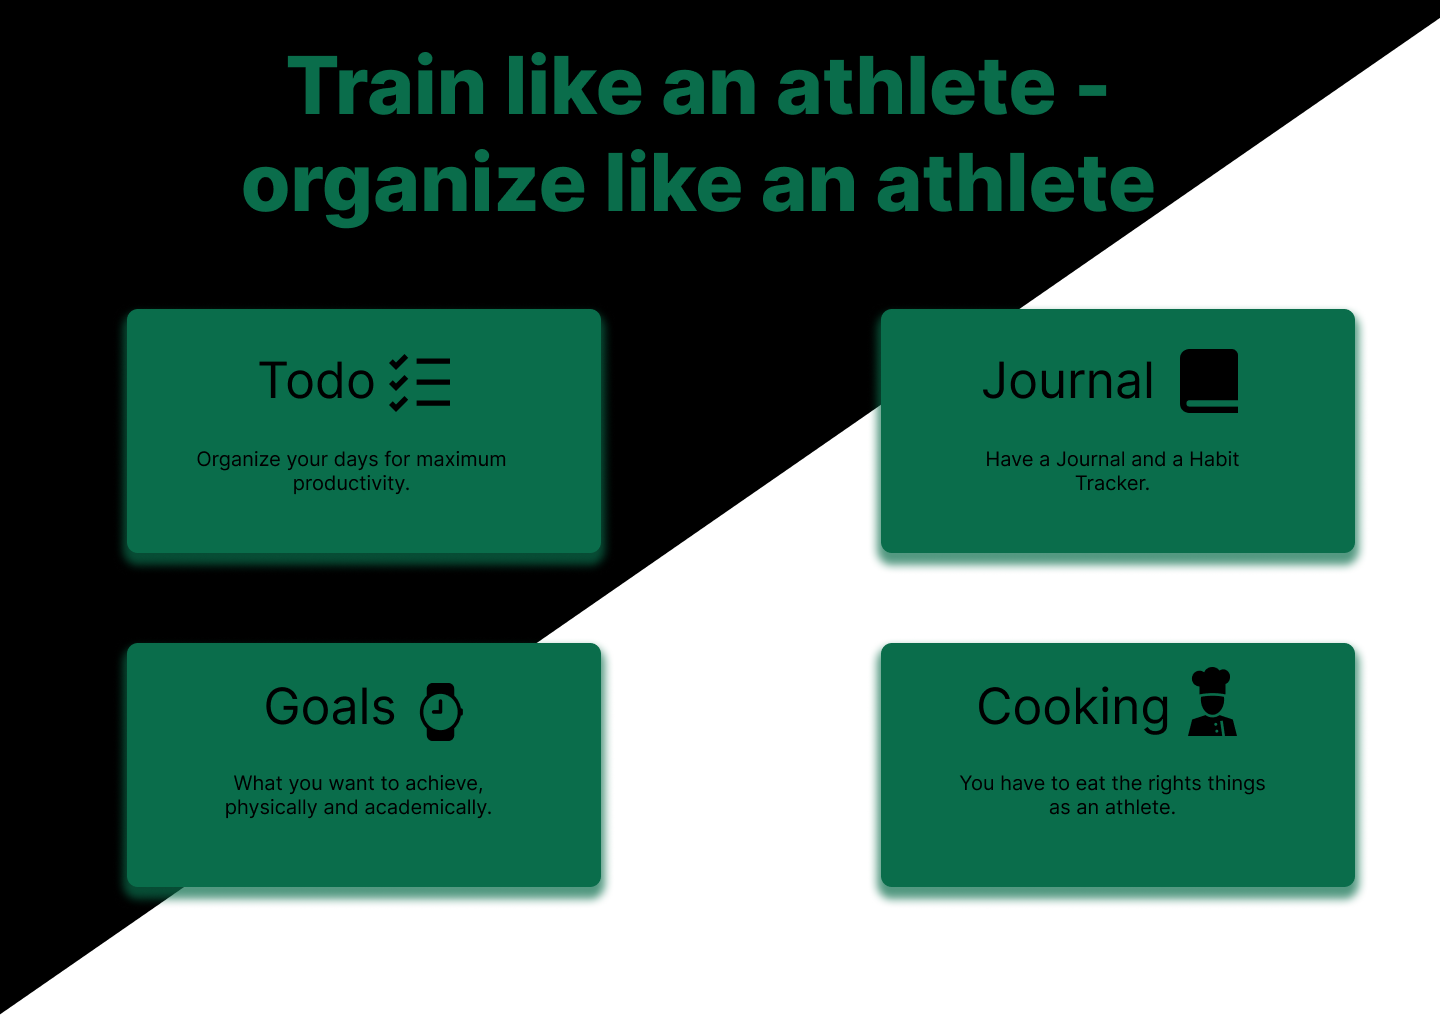 Train like an athlete -
organize like an athlete
Todo
Organize your days for maximum
productivity.
Journal
Have a Journal and a Habit
Tracker.
Goals
What you want to achieve,
physically and academically.
Cooking
You have to eat the rights things
as an athlete.